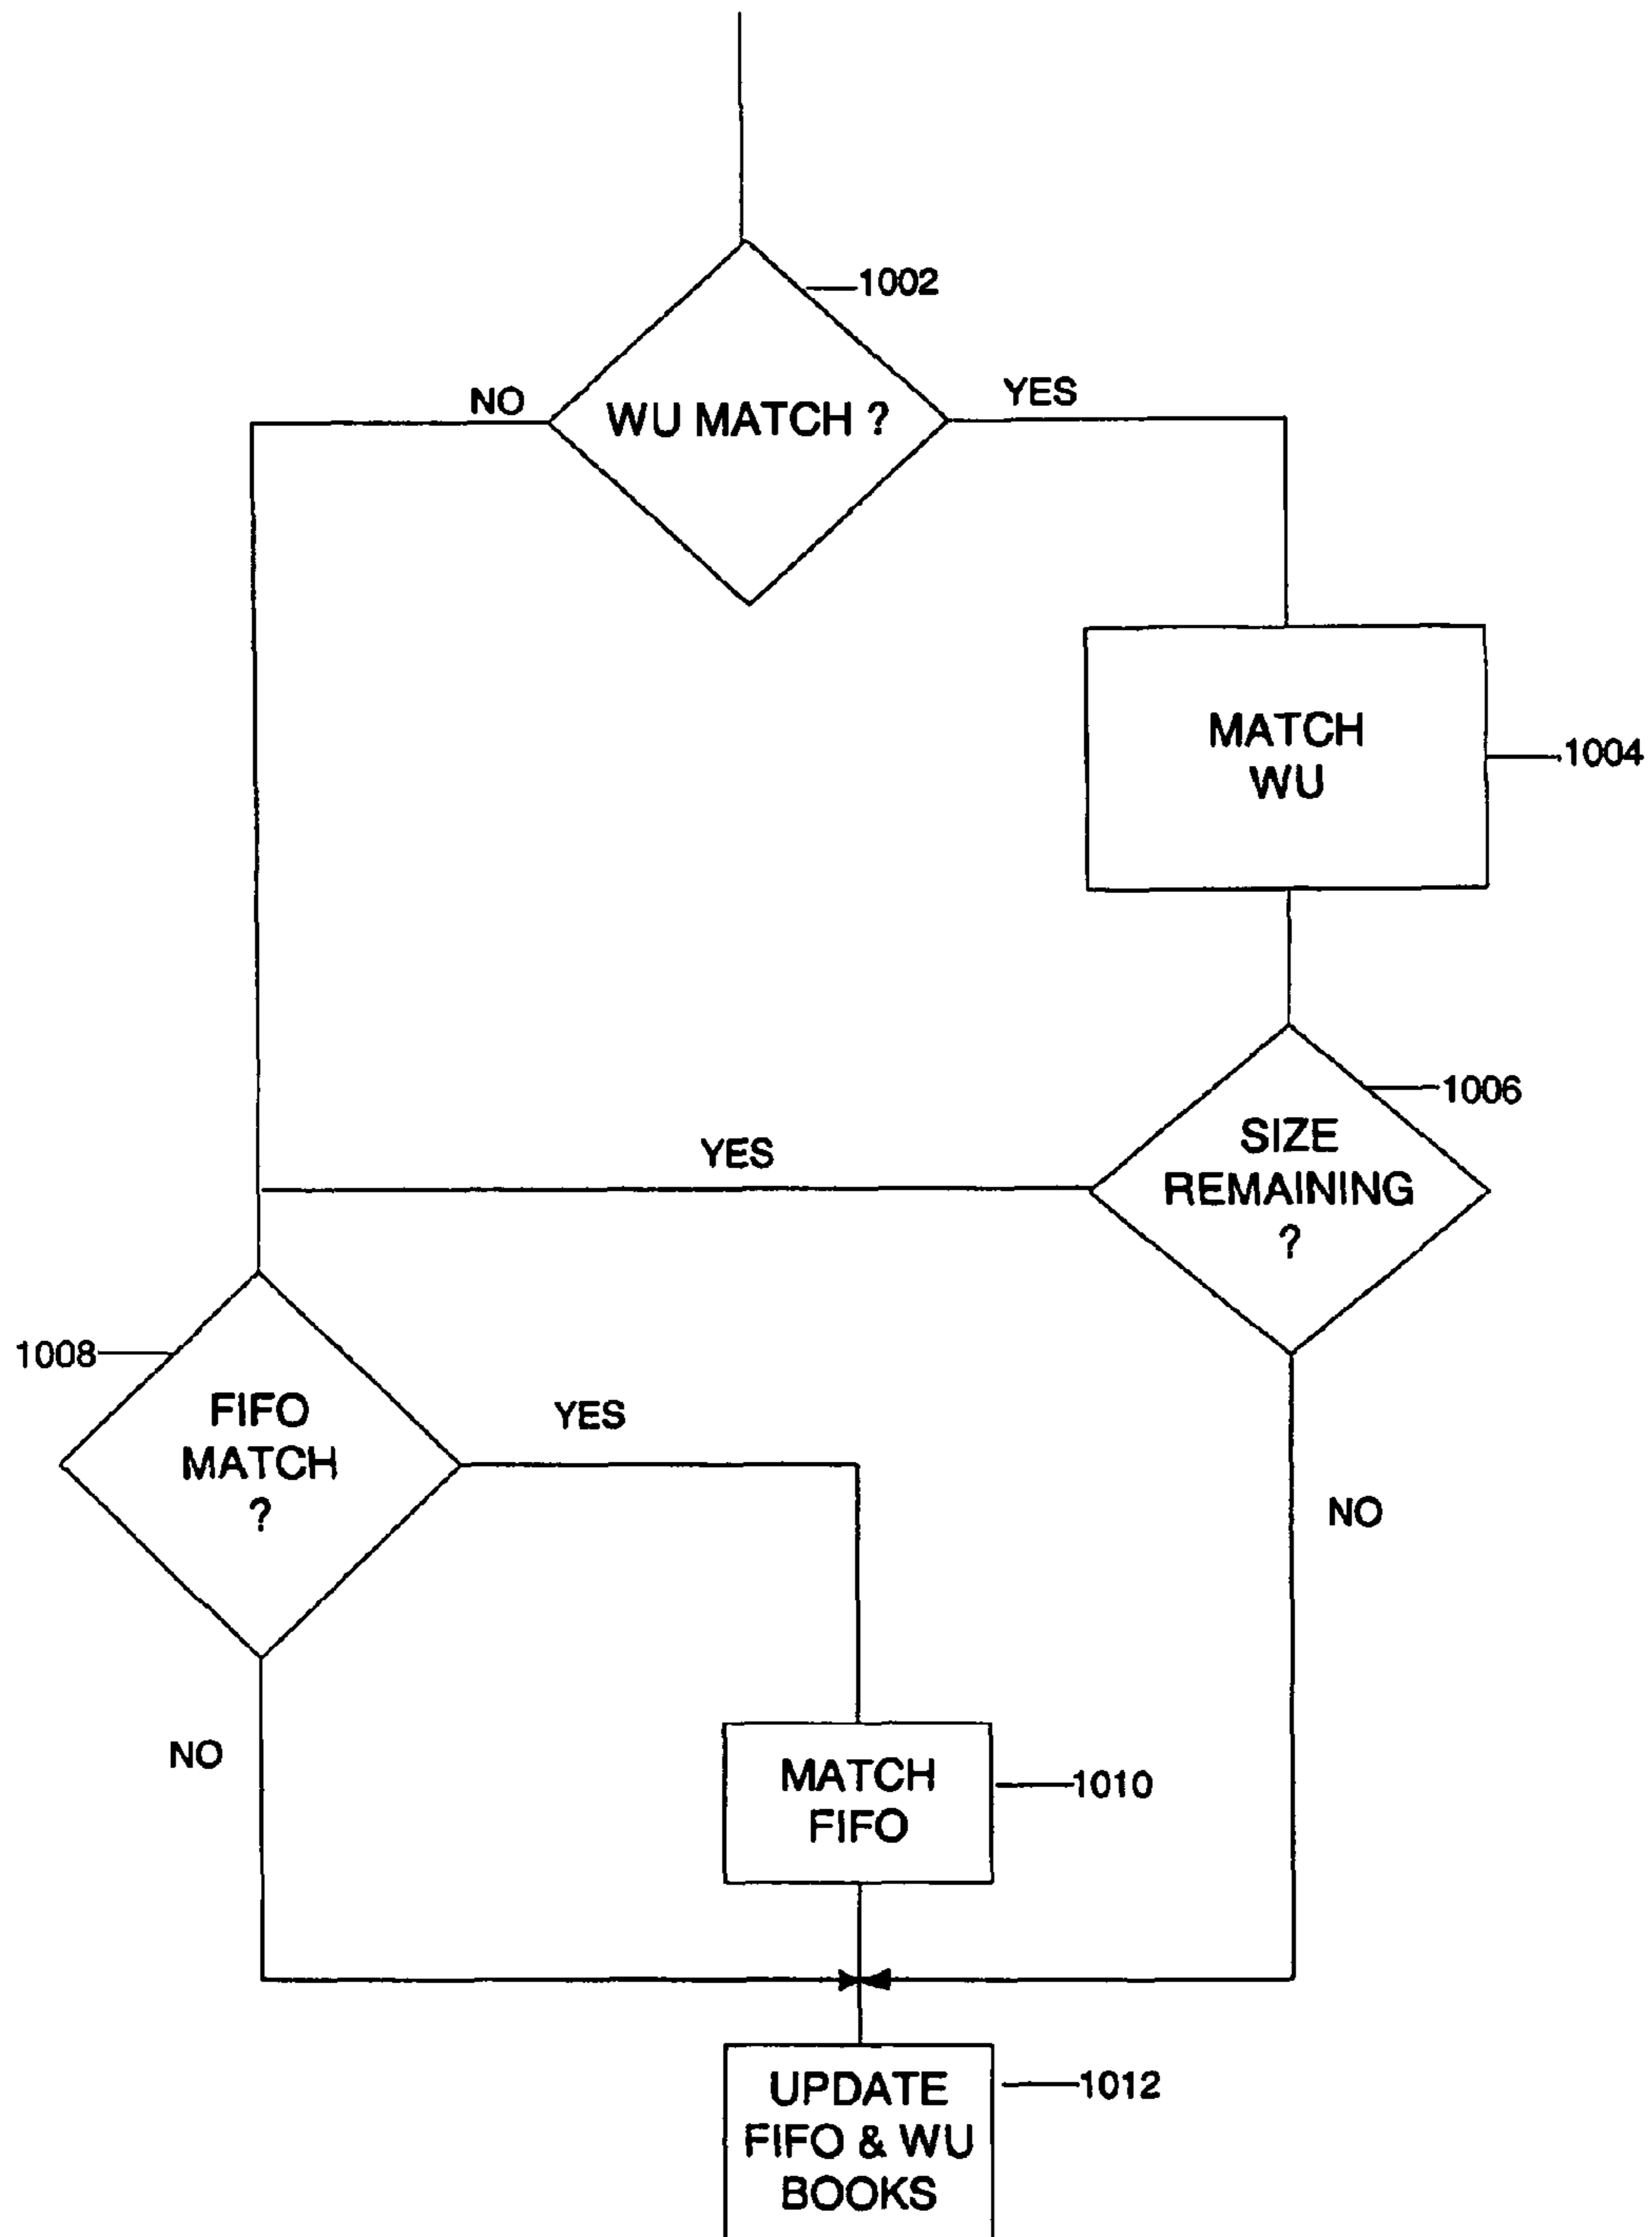 1002
NO
WU MATCH ?
YES
MATCH
WU
1004
1006
SIZE
REMAINING
?
YES
1008
FIFO
MATCH
?
YES
NO
NO
MATCH
FIFO
1010
UPDATE
FIFO & WU
BOOKS
1012